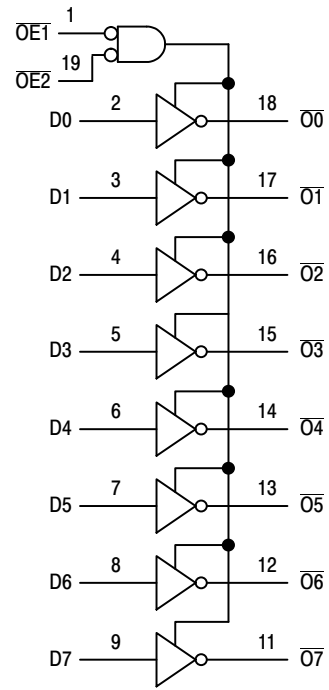 1
OE1
19
OE2
D0 2 18 O0
D1 3 17 O1
D2 4 16 O2
D3 5 15 O3
D4 6 14 O4
D5 7 13 O5
D6 8 12 O6
D7 9 11 O7